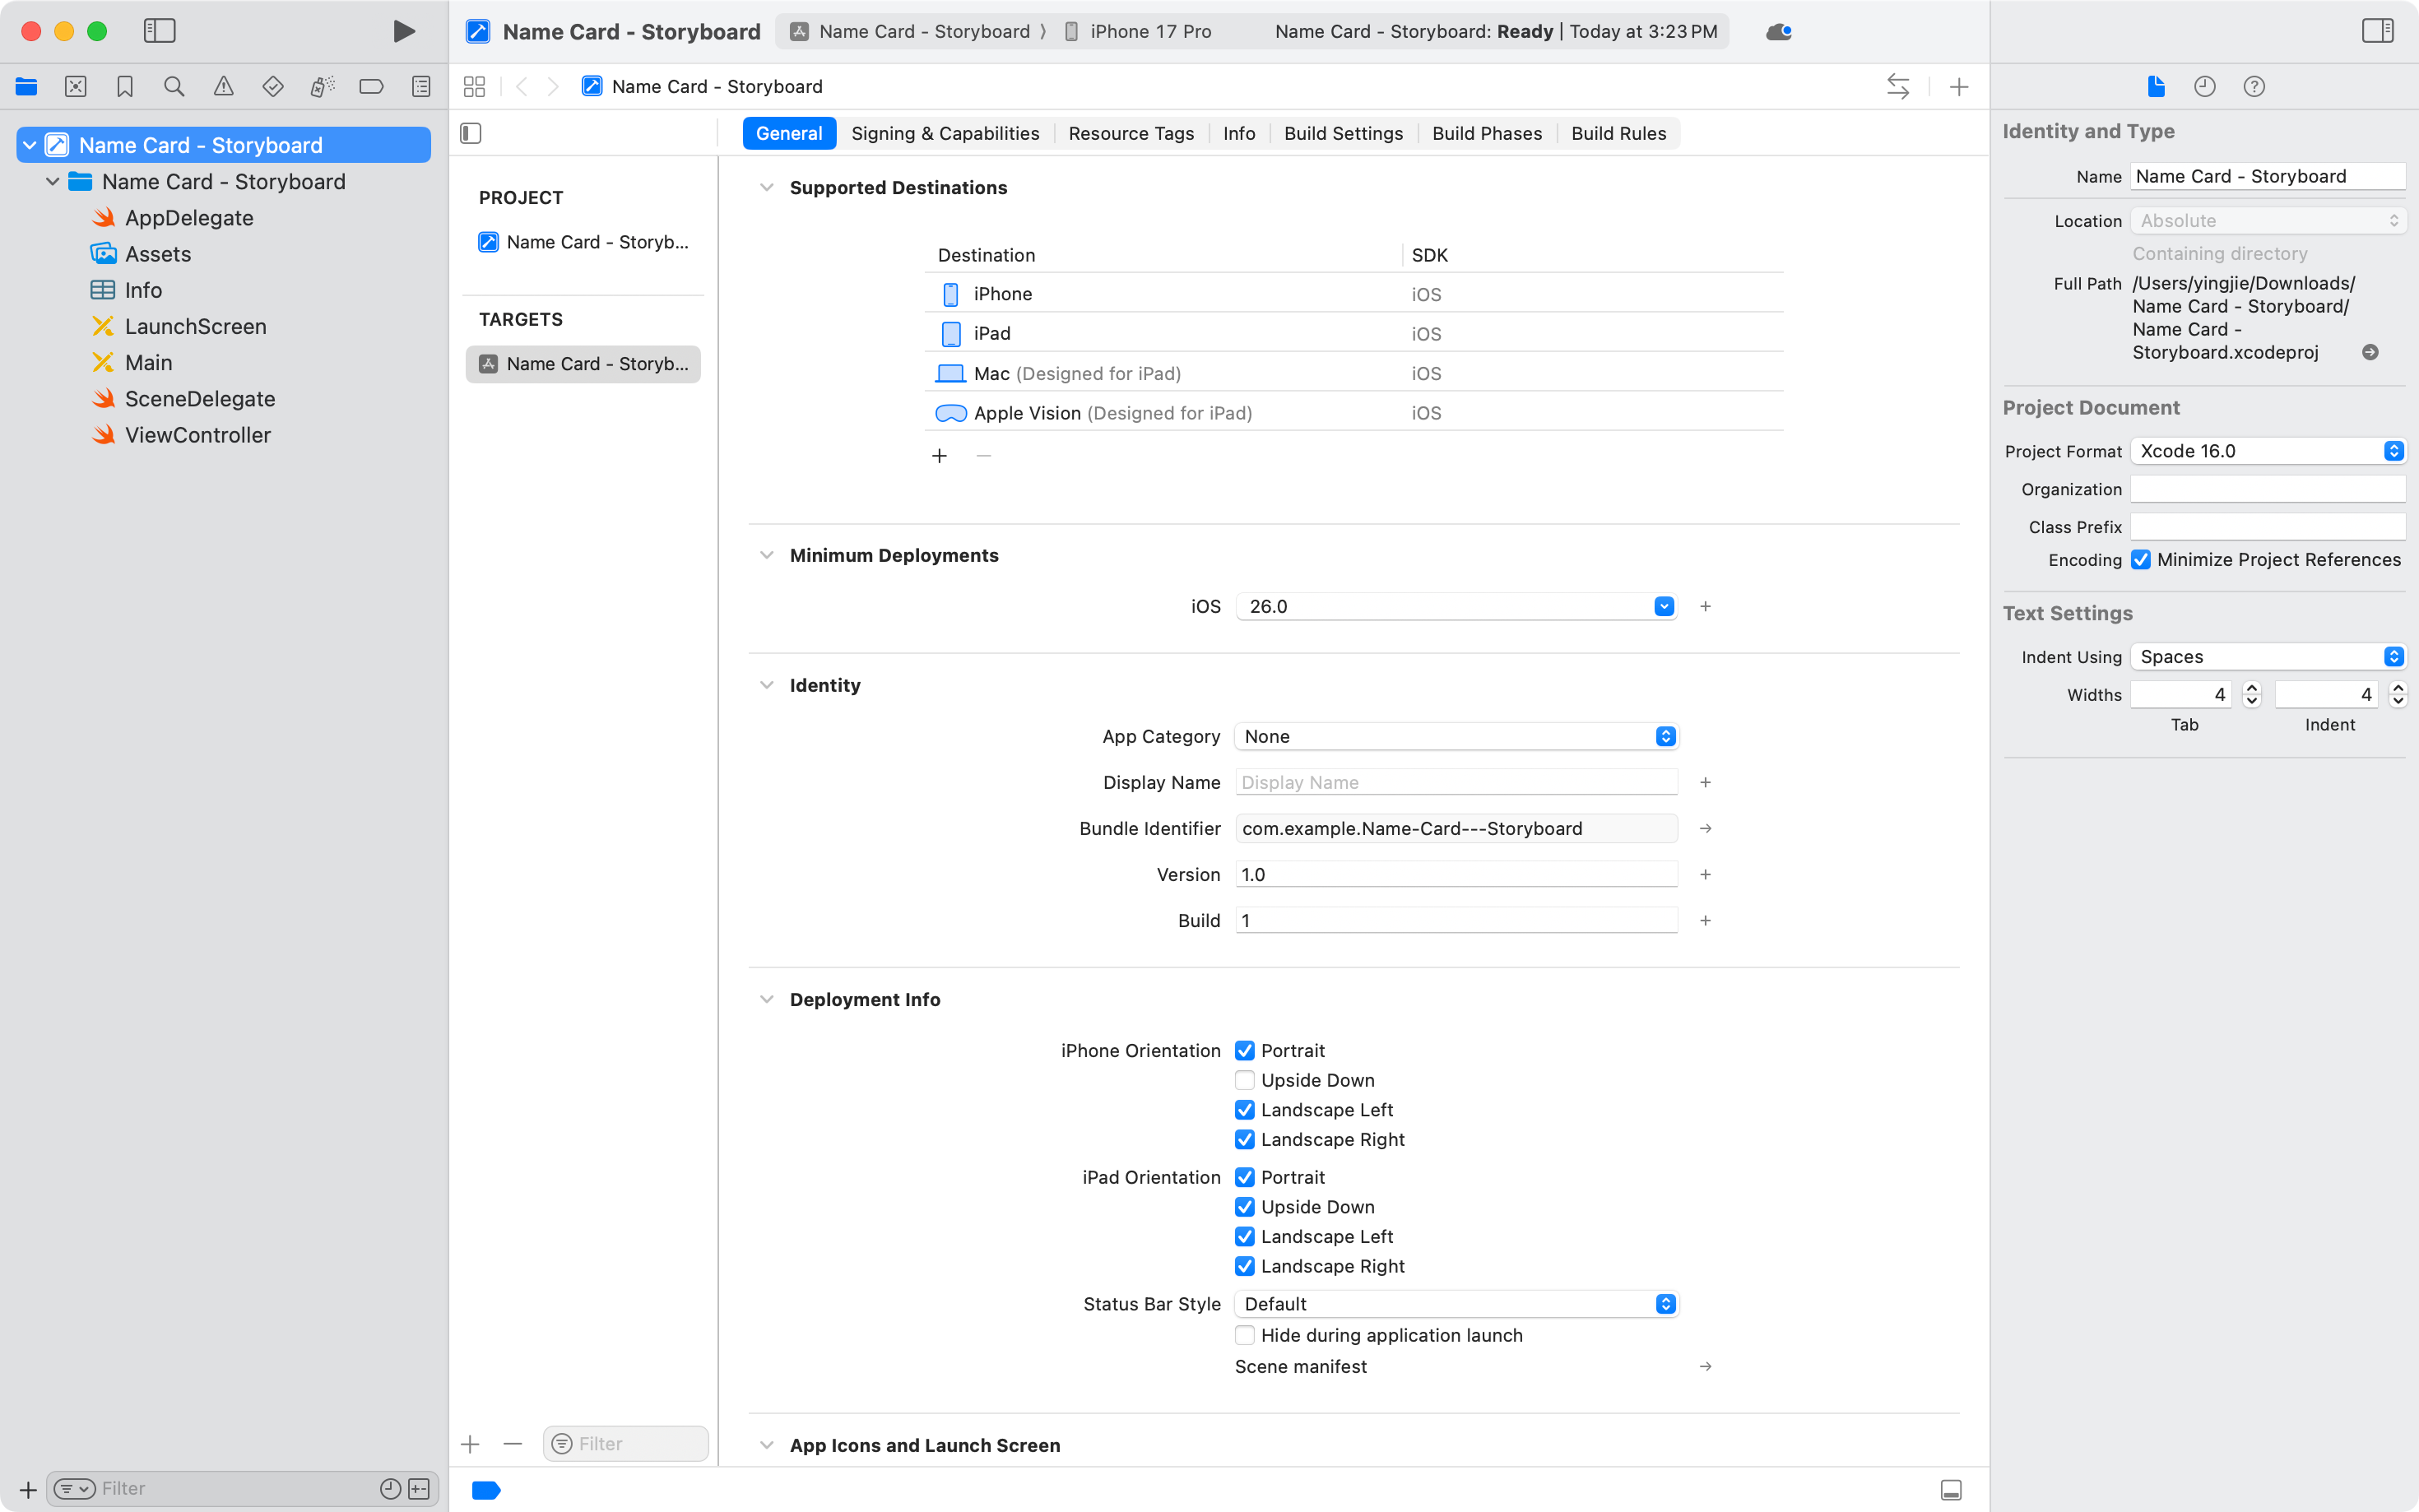 Name Card - Storyboard
Name Card - Storyboard
iPhone 17 Pro
Name Card - Storyboard: Ready | Today at 3:23 PM
Name Card - Storyboard
Name Card - Storyboard
Name Card - Storyboard
AppDelegate
Assets
Info
LaunchScreen
Main
SceneDelegate
ViewController
Filter
General
Signing & Capabilities
Resource Tags
Info
Build Settings
Build Phases
Build Rules
PROJECT
Name Card - Storyb...
TARGETS
Name Card - Storyb...
Filter
Supported Destinations
Destination SDK
iPhone iOS
iPad iOS
Mac (Designed for iPad) iOS
Apple Vision (Designed for iPad) iOS
Minimum Deployments
iOS 26.0
Identity
App Category None
Display Name Display Name
Bundle Identifier com.example.Name-Card---Storyboard
Version 1.0
Build 1
Deployment Info
iPhone Orientation Portrait
Upside Down
Landscape Left
Landscape Right
iPad Orientation Portrait
Upside Down
Landscape Left
Landscape Right
Status Bar Style Default
Hide during application launch
Scene manifest
App Icons and Launch Screen
Identity and Type
Name Name Card - Storyboard
Location Absolute
Containing directory
Full Path /Users/yingjie/Downloads/
Name Card - Storyboard/
Name Card -
Storyboard.xcodeproj
Project Document
Project Format Xcode 16.0
Organization
Class Prefix
Encoding Minimize Project References
Text Settings
Indent Using Spaces
Widths 4 4
Tab Indent